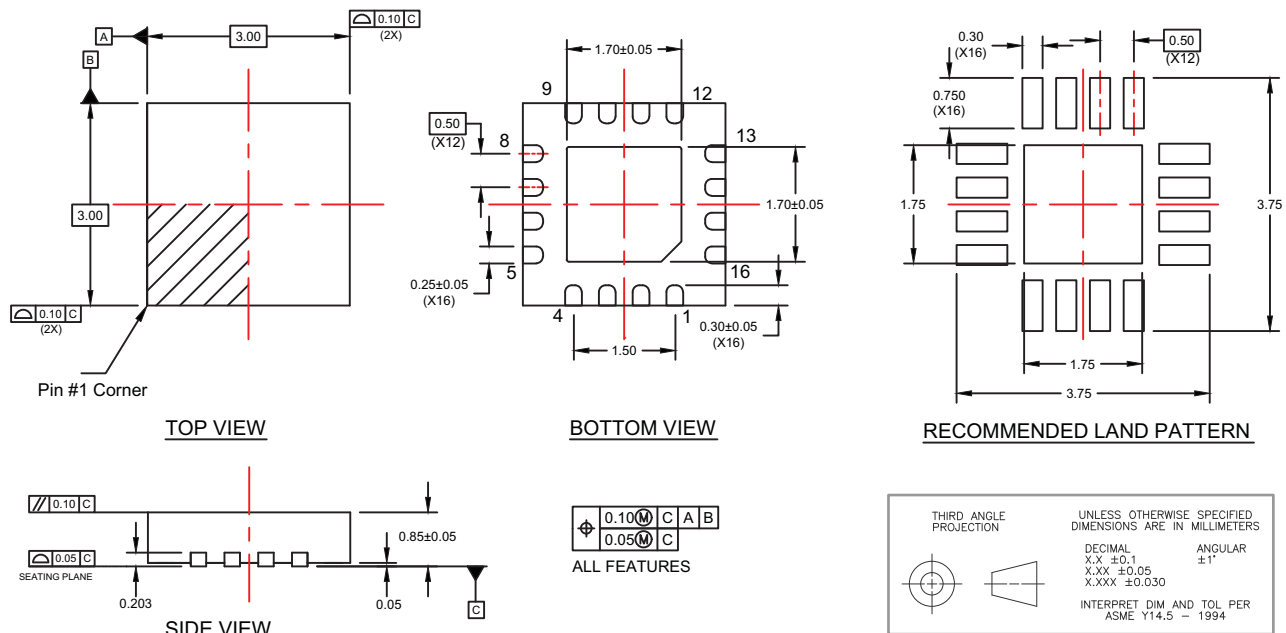 A
3.00
⌓ 0.10 C
(2X)
B
3.00
⌓ 0.10 C
(2X)
Pin #1 Corner
TOP VIEW
1.70±0.05
9
12
0.50
(X12)
8
13
1.70±0.05
5
16
0.25±0.05
(X16)
4
1
0.30±0.05
(X16)
1.50
BOTTOM VIEW
0.30
(X16)
0.50
(X12)
0.750
(X16)
1.75
3.75
1.75
3.75
RECOMMENDED LAND PATTERN
// 0.10 C
0.85±0.05
⌓ 0.05 C
SEATING PLANE
0.203
0.05
C
SIDE VIEW
⌖ 0.10 Ⓜ C A B
0.05 Ⓜ C
ALL FEATURES
THIRD ANGLE
PROJECTION
UNLESS OTHERWISE SPECIFIED
DIMENSIONS ARE IN MILLIMETERS
DECIMAL ANGULAR
X.X ±0.1 ±1°
X.XX ±0.05
X.XXX ±0.030
INTERPRET DIM AND TOL PER
ASME Y14.5 – 1994